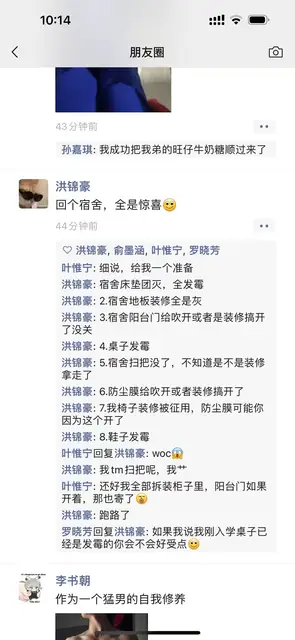 10:14
朋友圈
43分钟前
孙嘉琪: 我成功把我弟的旺仔牛奶糖顺过来了
洪锦豪
回个宿舍，全是惊喜
44分钟前
洪锦豪, 俞墨涵, 叶惟宁, 罗晓芳
叶惟宁: 细说，给我一个准备
洪锦豪: 宿舍床垫团灭，全发霉
洪锦豪: 2.宿舍地板装修全是灰
洪锦豪: 3.宿舍阳台门给吹开或者是装修搞开
了没关
洪锦豪: 4.桌子发霉
洪锦豪: 5.宿舍扫把没了，不知道是不是装修
拿走了
洪锦豪: 6.防尘膜给吹开或者装修搞开了
洪锦豪: 7.我椅子装修被征用，防尘膜可能你
因为这个开了
洪锦豪: 8.鞋子发霉
叶惟宁回复洪锦豪: woc
洪锦豪: 我tm扫把呢，我艹
叶惟宁: 还好我全部拆装柜子里，阳台门如果
开着，那也寄了
洪锦豪: 跑路了
罗晓芳回复洪锦豪: 如果我说我刚入学桌子已
经是发霉的你会不会好受点
李书朝
作为一个猛男的自我修养